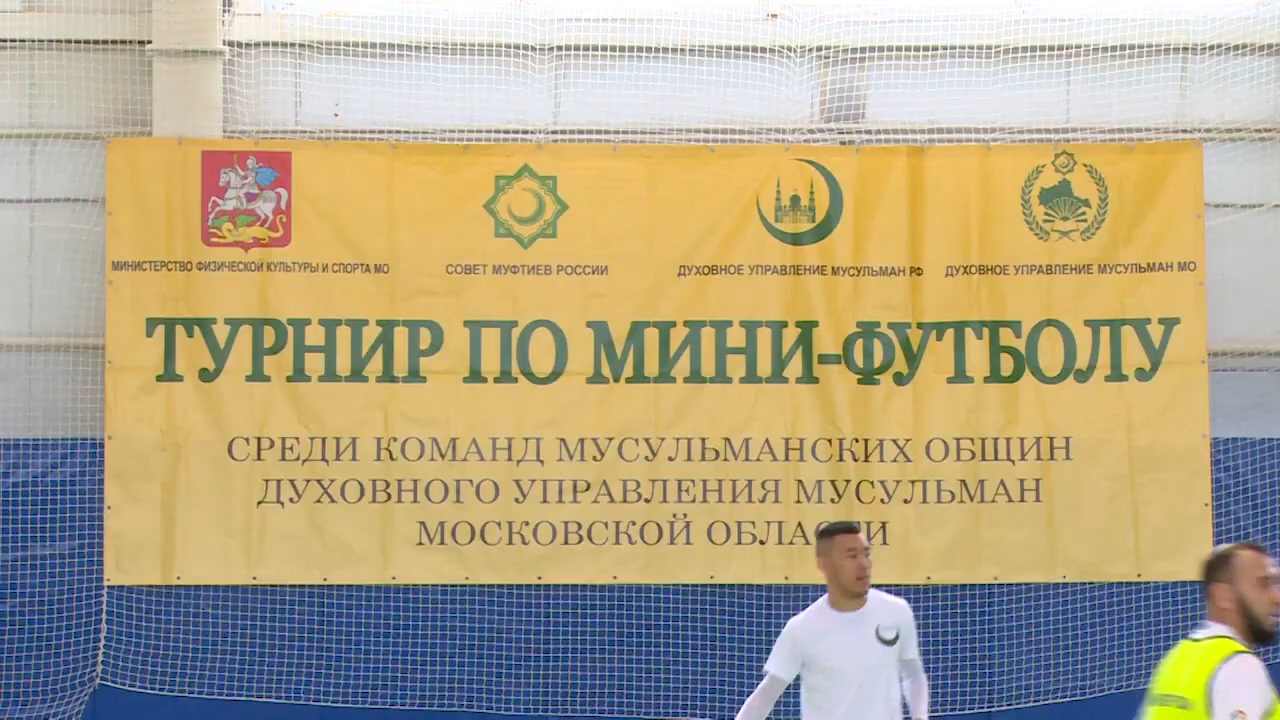 МИНИСТЕРСТВО ФИЗИЧЕСКОЙ КУЛЬТУРЫ И СПОРТА МО
СОВЕТ МУФТИЕВ РОССИИ
ДУХОВНОЕ УПРАВЛЕНИЕ МУСУЛЬМАН РФ
ДУХОВНОЕ УПРАВЛЕНИЕ МУСУЛЬМАН МО
ТУРНИР ПО МИНИ-ФУТБОЛУ
СРЕДИ КОМАНД МУСУЛЬМАНСКИХ ОБЩИН
ДУХОВНОГО УПРАВЛЕНИЯ МУСУЛЬМАН
МОСКОВСКОЙ ОБЛАСТИ